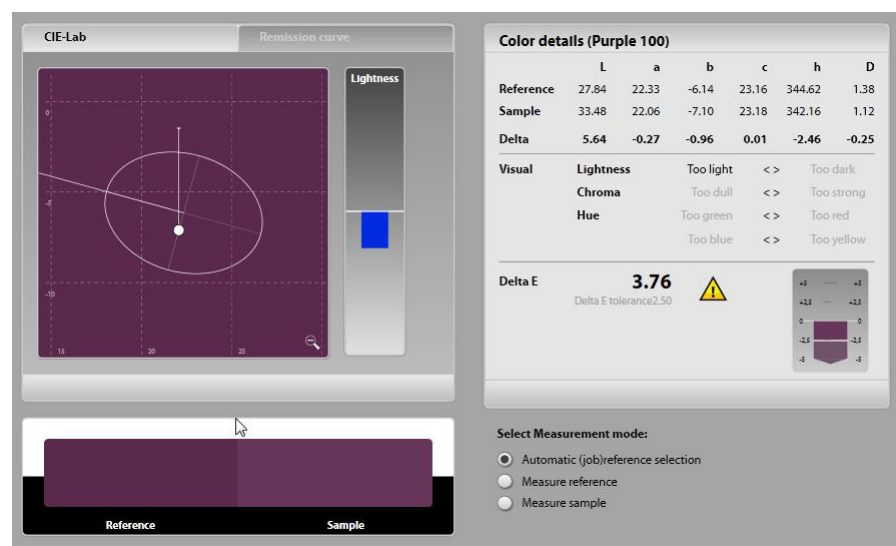 CIE-Lab Remission curve
0
-5
-10
15 20 25
Lightness
Reference Sample
Color details (Purple 100)
L a b c h D
Reference 27.84 22.33 -6.14 23.16 344.62 1.38
Sample 33.48 22.06 -7.10 23.18 342.16 1.12
Delta 5.64 -0.27 -0.96 0.01 -2.46 -0.25
Visual Lightness Too light <> Too dark
Chroma Too dull <> Too strong
Hue Too green <> Too red
Too blue <> Too yellow
Delta E 3.76
Delta E tolerance2.50
+5 +5
+2,5 +2,5
0 0
-2,5 -2,5
-5 -5
Select Measurement mode:
Automatic (job)reference selection
Measure reference
Measure sample